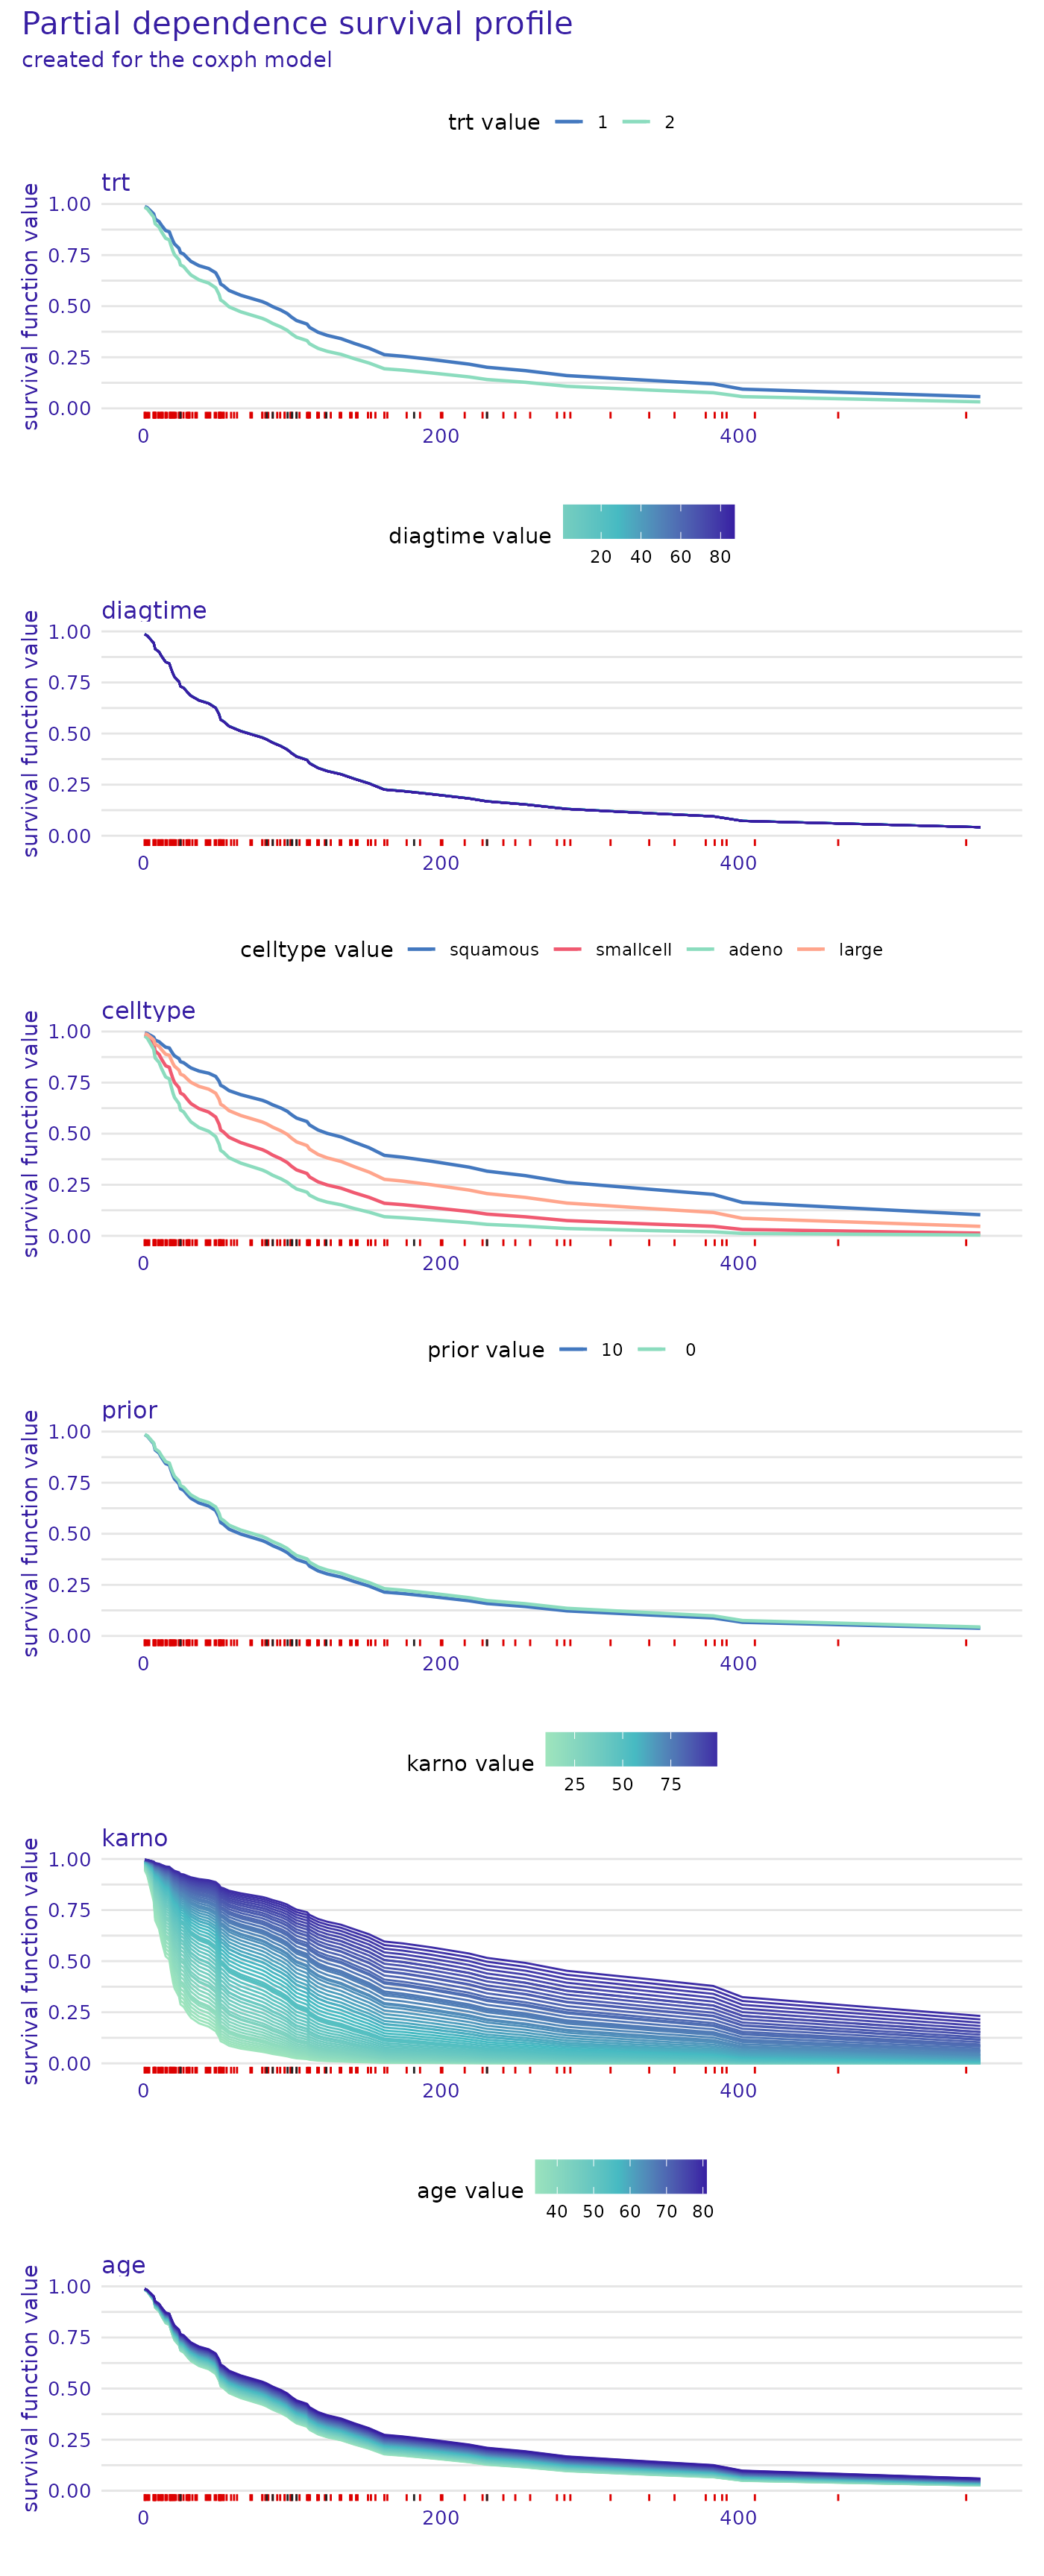 Partial dependence survival profile
created for the coxph model
trt value 1 2
trt
survival function value
1.00
0.75
0.50
0.25
0.00
0 200 400
diagtime value
20 40 60 80
diagtime
survival function value
1.00
0.75
0.50
0.25
0.00
0 200 400
celltype value squamous smallcell adeno large
celltype
survival function value
1.00
0.75
0.50
0.25
0.00
0 200 400
prior value 10 0
prior
survival function value
1.00
0.75
0.50
0.25
0.00
0 200 400
karno value
25 50 75
karno
survival function value
1.00
0.75
0.50
0.25
0.00
0 200 400
age value
40 50 60 70 80
age
survival function value
1.00
0.75
0.50
0.25
0.00
0 200 400